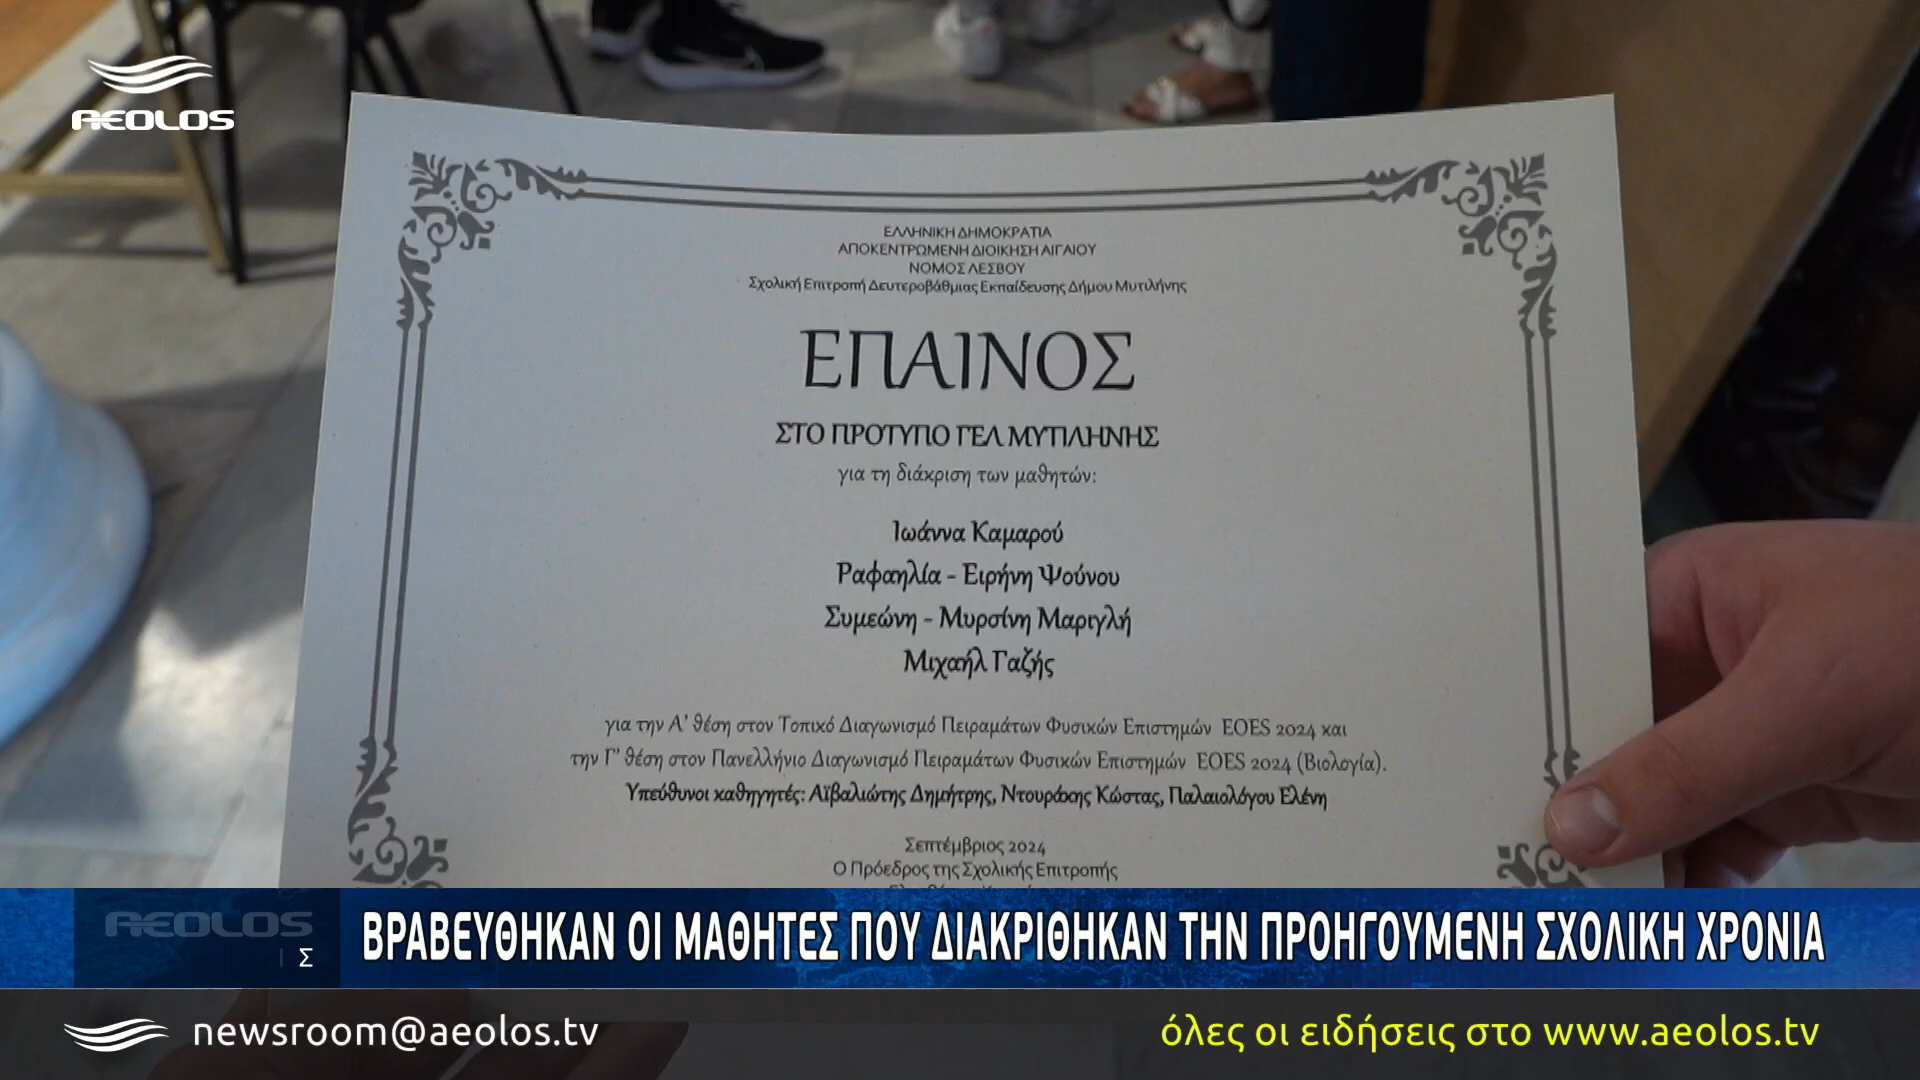 AEOLOS
ΕΛΛΗΝΙΚΗ ΔΗΜΟΚΡΑΤΙΑ
ΑΠΟΚΕΝΤΡΩΜΕΝΗ ΔΙΟΙΚΗΣΗ ΑΙΓΑΙΟΥ
ΝΟΜΟΣ ΛΕΣΒΟΥ
Σχολική Επιτροπή Δευτεροβάθμιας Εκπαίδευσης Δήμου Μυτιλήνης
ΕΠΑΙΝΟΣ
ΣΤΟ ΠΡΟΤΥΠΟ ΓΕΛ ΜΥΤΙΛΗΝΗΣ
για τη διάκριση των μαθητών:
Ιωάννα Καμαρού
Ραφαηλία - Ειρήνη Ψούνου
Συμεώνη - Μυρσίνη Μαριγλή
Μιχαήλ Γαζής
για την Α' θέση στον Τοπικό Διαγωνισμό Πειραμάτων Φυσικών Επιστημών EOES 2024 και
την Γ' θέση στον Πανελλήνιο Διαγωνισμό Πειραμάτων Φυσικών Επιστημών EOES 2024 (Βιολογία).
Υπεύθυνοι καθηγητές: Αϊβαλιώτης Δημήτρης, Ντουράκης Κώστας, Παλαιολόγου Ελένη
Σεπτέμβριος 2024
Ο Πρόεδρος της Σχολικής Επιτροπής
AEOLOS
Σ
ΒΡΑΒΕΥΘΗΚΑΝ ΟΙ ΜΑΘΗΤΕΣ ΠΟΥ ΔΙΑΚΡΙΘΗΚΑΝ ΤΗΝ ΠΡΟΗΓΟΥΜΕΝΗ ΣΧΟΛΙΚΗ ΧΡΟΝΙΑ
newsroom@aeolos.tv
όλες οι ειδήσεις στο www.aeolos.tv